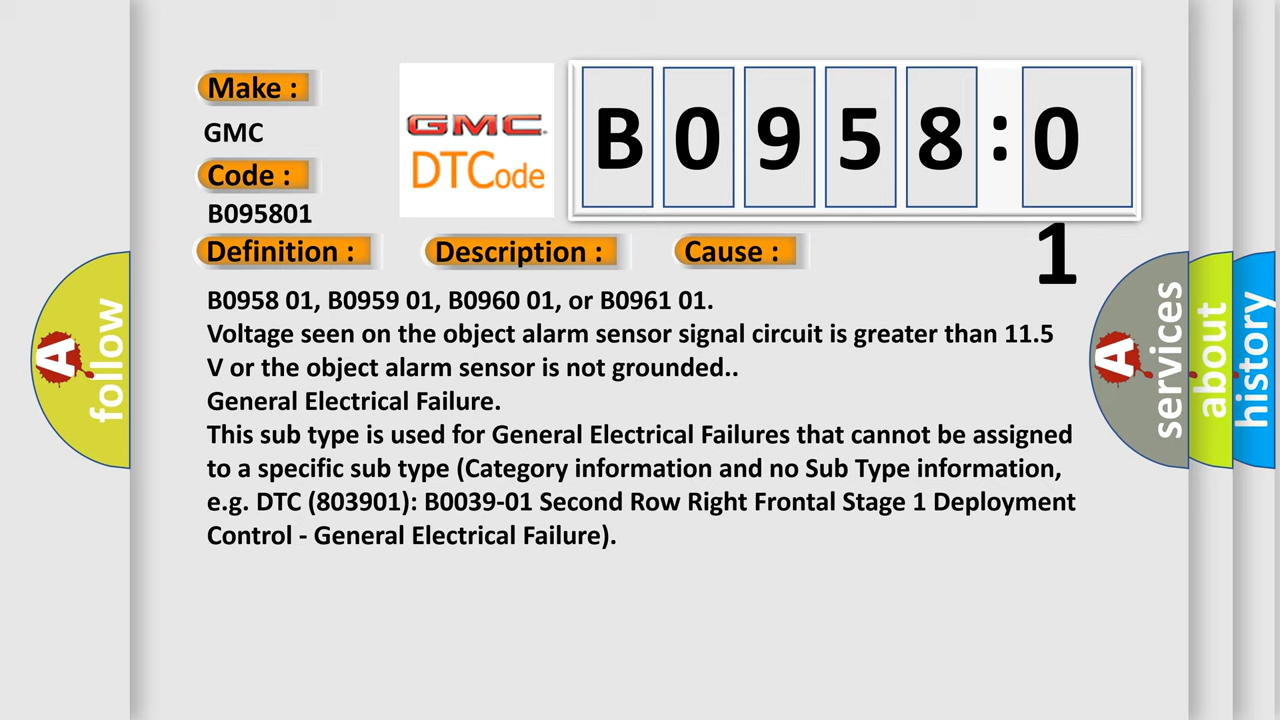 Make :
GMC
Code :
B095801
GMC
DTCode
B0958:0
1
Definition :
Description :
Cause :
B0958 01, B0959 01, B0960 01, or B0961 01.
Voltage seen on the object alarm sensor signal circuit is greater than 11.5
V or the object alarm sensor is not grounded..
General Electrical Failure.
This sub type is used for General Electrical Failures that cannot be assigned
to a specific sub type (Category information and no Sub Type information,
e.g. DTC (803901): B0039-01 Second Row Right Frontal Stage 1 Deployment
Control - General Electrical Failure).
A
follow
A
services
about
history